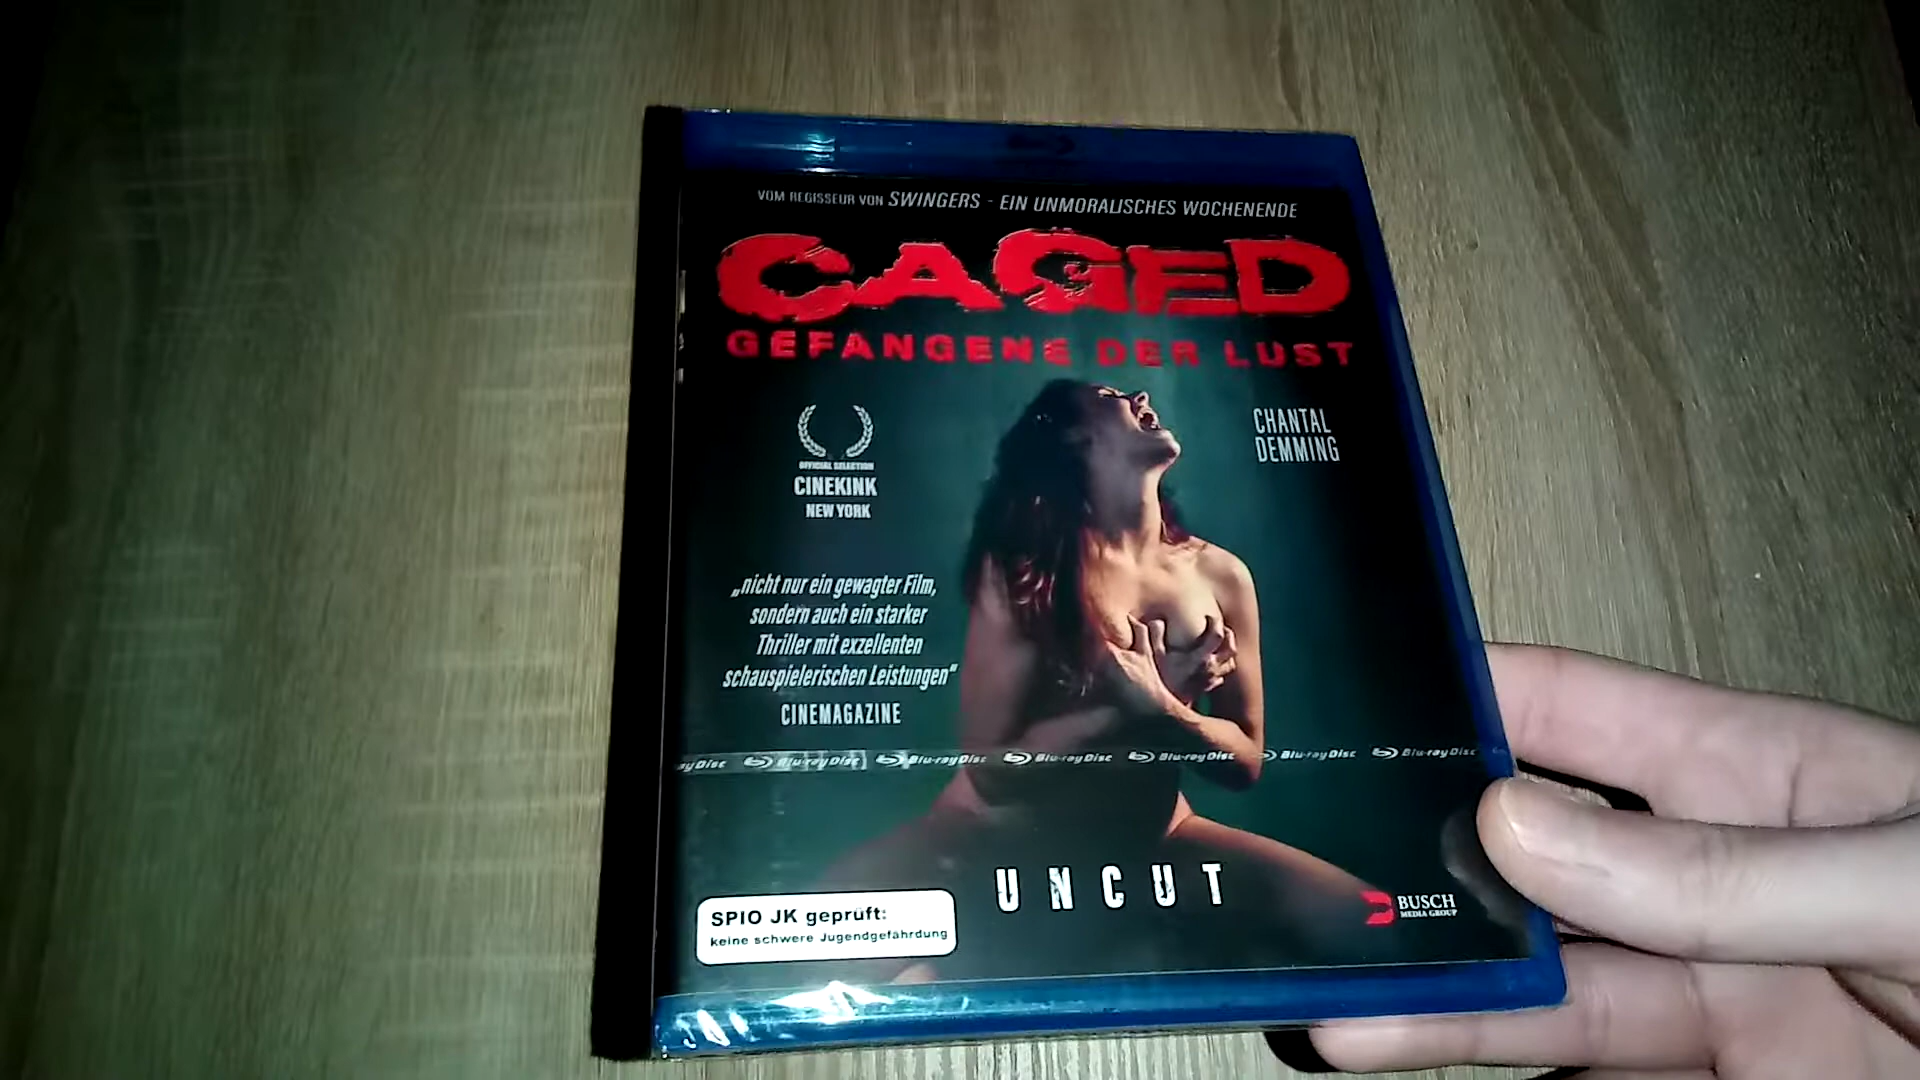 VOM REGISSEUR VON SWINGERS - EIN UNMORALISCHES WOCHENENDE
CAGED
GEFANGENE DER LUST
CHANTAL
DEMMING
OFFICIAL SELECTION
CINEKINK
NEW YORK
„nicht nur ein gewagter Film,
sondern auch ein starker
Thriller mit exzellenten
schauspielerischen Leistungen“
CINEMAGAZINE
ay Disc Blu-ray Disc Blu-ray Disc Blu-ray Disc Blu-ray Disc Blu-ray Disc Blu-ray Disc
UNCUT
SPIO JK geprüft:
keine schwere Jugendgefährdung
BUSCH
MEDIA GROUP